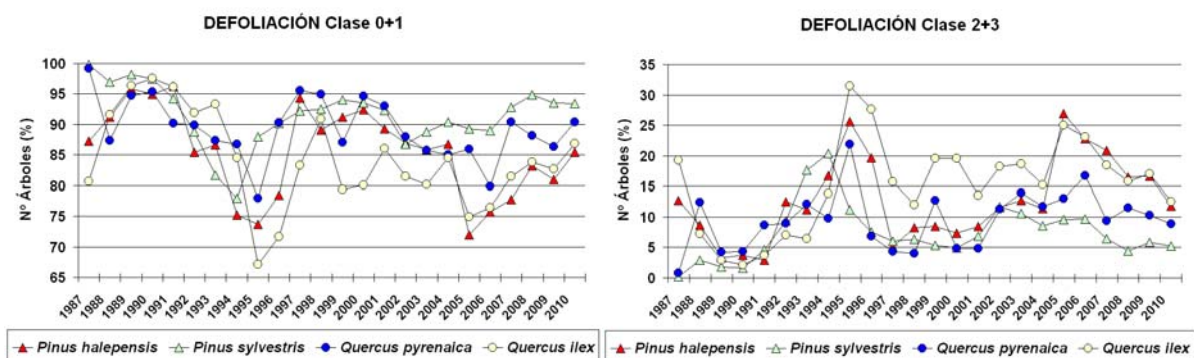 DEFOLIACIÓN Clase 0+1
Nº Árboles (%)
100
95
90
85
80
75
70
65
1987 1988 1989 1990 1991 1992 1993 1994 1995 1996 1997 1998 1999 2000 2001 2002 2003 2004 2005 2006 2007 2008 2009 2010
Pinus halepensis Pinus sylvestris Quercus pyrenaica Quercus ilex
DEFOLIACIÓN Clase 2+3
Nº Árboles (%)
35
30
25
20
15
10
5
0
1987 1988 1989 1990 1991 1992 1993 1994 1995 1996 1997 1998 1999 2000 2001 2002 2003 2004 2005 2006 2007 2008 2009 2010
Pinus halepensis Pinus sylvestris Quercus pyrenaica Quercus ilex